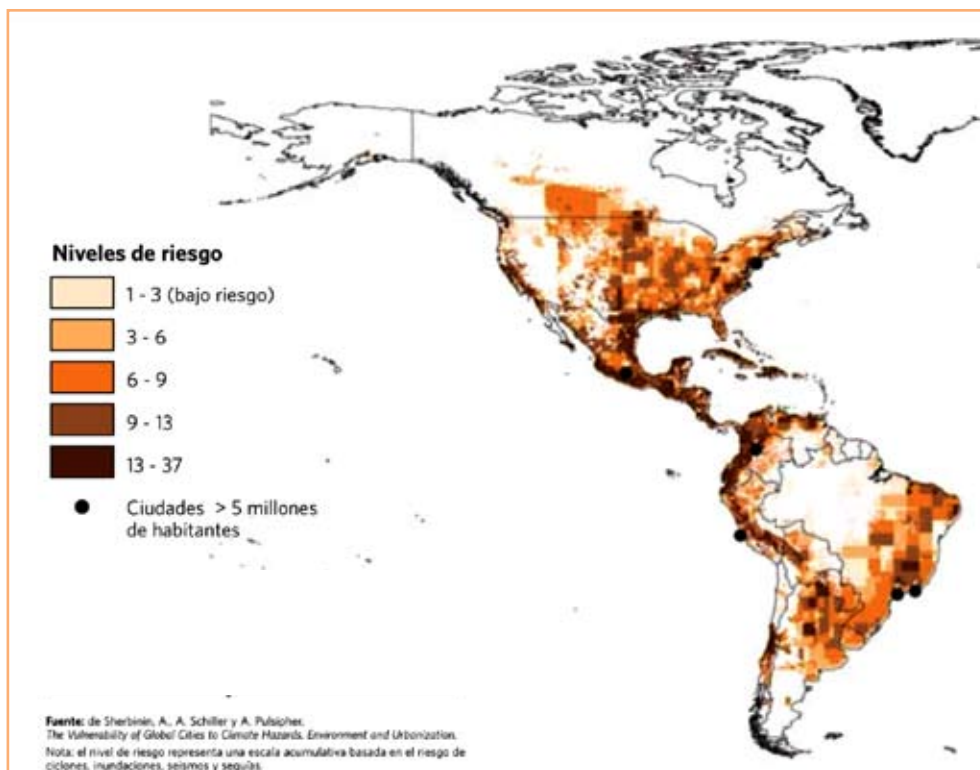 Niveles de riesgo
1 - 3 (bajo riesgo)
3 - 6
6 - 9
9 - 13
13 - 37
Ciudades > 5 millones
de habitantes
Fuente: de Sherbinin, A., A. Schiller y A. Pulsipher.
The Vulnerability of Global Cities to Climate Hazards. Environment and Urbanization.
Nota: el nivel de riesgo representa una escala acumulativa basada en el riesgo de
ciclones, inundaciones, seismos y sequías.